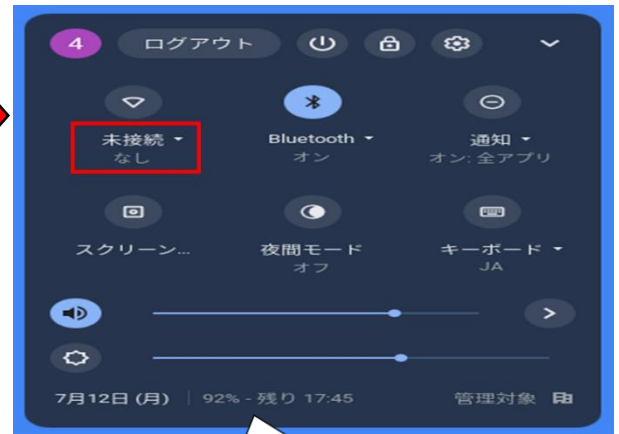 4 ログアウト
未接続 Bluetooth 通知
なし オン オン: 全アプリ
スクリーン... 夜間モード キーボード
オフ JA
7月12日 (月) | 92% - 残り 17:45 管理対象